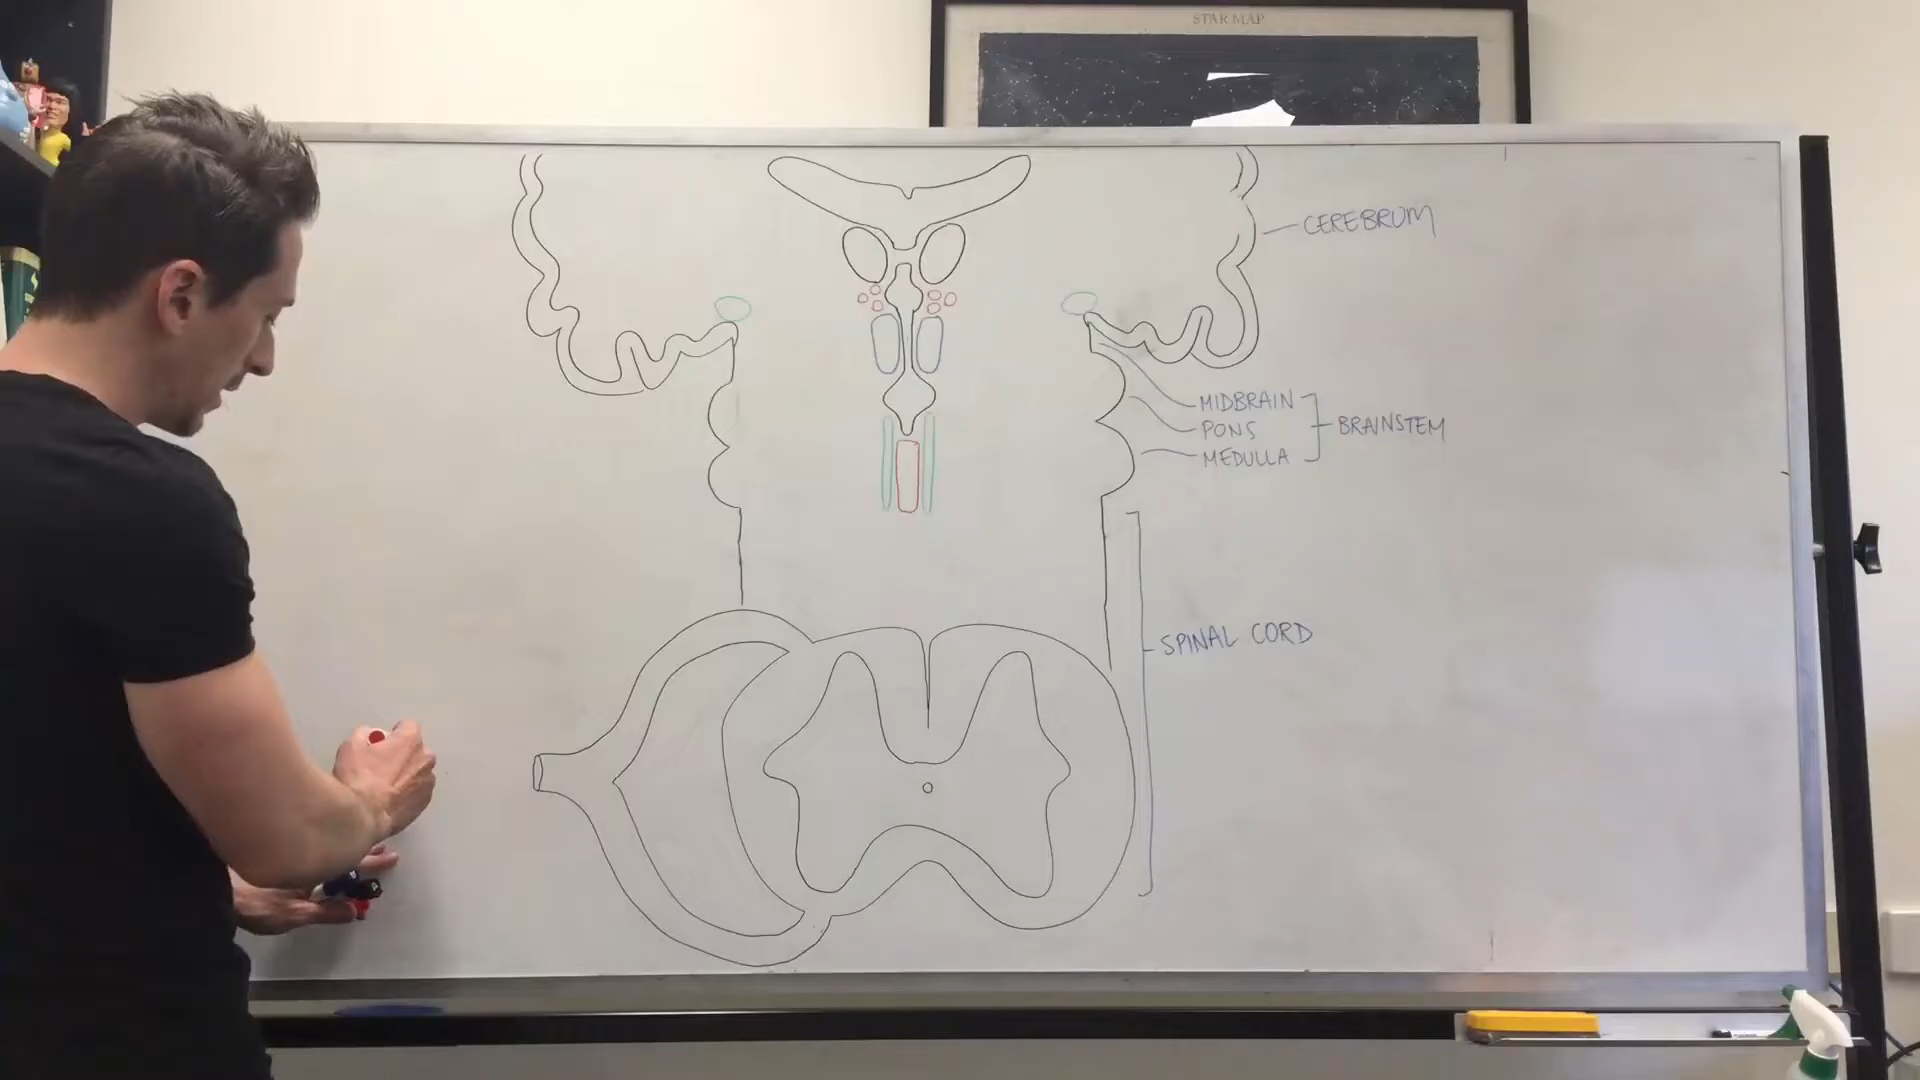 STAR MAP
CEREBRUM
MIDBRAIN
PONS
MEDULLA
BRAINSTEM
SPINAL CORD